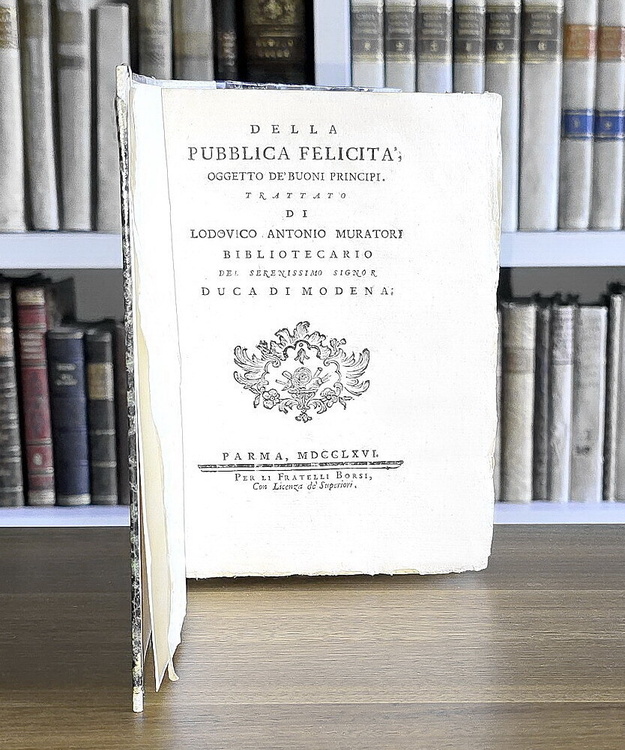 DELLA
PUBBLICA FELICITA',
OGGETTO DE' BUONI PRINCIPI.
TRATTATO
DI
LODOVICO ANTONIO MURATORI
BIBLIOTECARIO
DEL SERENISSIMO SIGNOR
DUCA DI MODENA;
PARMA, MDCCLXVI.
PER LI FRATELLI BORSI,
Con Licenza de' Superiori.